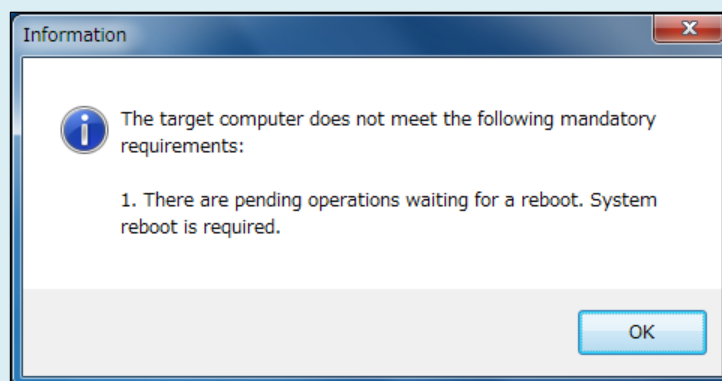 Information
The target computer does not meet the following mandatory
requirements:
1. There are pending operations waiting for a reboot. System
reboot is required.
OK